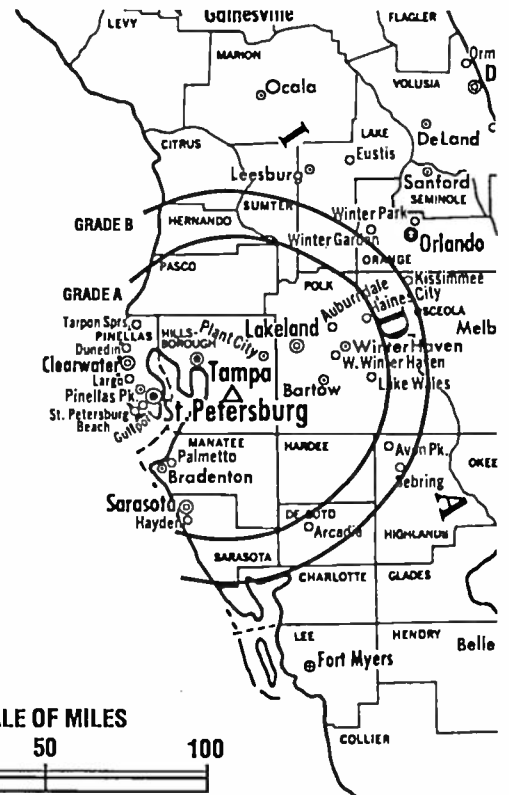 Gainesville
LEVY
FLAGLER
MARION
Orm
D
Ocala
VOLUSIA
I
LAKE
DeLand
CITRUS
Eustis
Leesburg
Sanford
SEMINOLE
SUMTER
GRADE B
HERNANDO
Winter Park
Winter Garden
Orlando
ORANGE
PASCO
POLK
Kissimmee
GRADE A
Auburndale
Haines City
OSCEOLA
Tarpon Sprs.
PINELLAS
HILLS-
BOROUGH
Plant City
Lakeland
D
Melb
Dunedin
Winter Haven
Clearwater
W. Winter Haven
Largo
Tampa
Bartow
Lake Wales
Pinellas Pk.
St. Petersburg
St. Petersburg
Beach
Gulfport
MANATEE
HARDEE
Avon Pk.
Palmetto
OKEE
Bradenton
Sebring
A
Sarasota
DE SOTO
Hayden
Arcadia
HIGHLANDS
SARASOTA
CHARLOTTE
GLADES
LEE
HENDRY
Belle
Fort Myers
ALE OF MILES
50
100
COLLIER